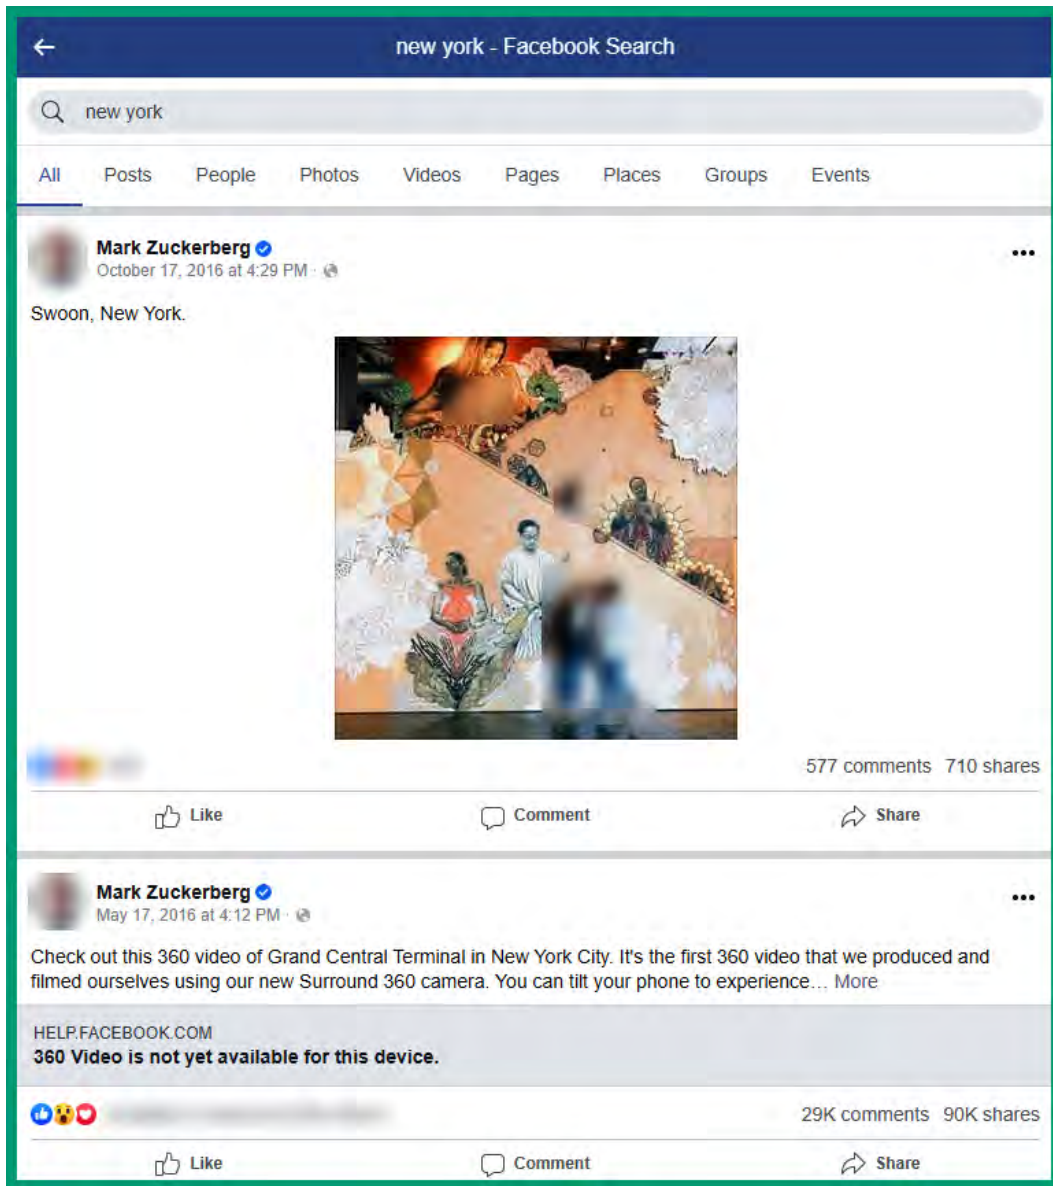 new york - Facebook Search
new york
All Posts People Photos Videos Pages Places Groups Events
Mark Zuckerberg
October 17, 2016 at 4:29 PM ·
Swoon, New York.
577 comments 710 shares
Like Comment Share
Mark Zuckerberg
May 17, 2016 at 4:12 PM ·
Check out this 360 video of Grand Central Terminal in New York City. It's the first 360 video that we produced and
filmed ourselves using our new Surround 360 camera. You can tilt your phone to experience… More
HELP.FACEBOOK.COM
360 Video is not yet available for this device.
29K comments 90K shares
Like Comment Share